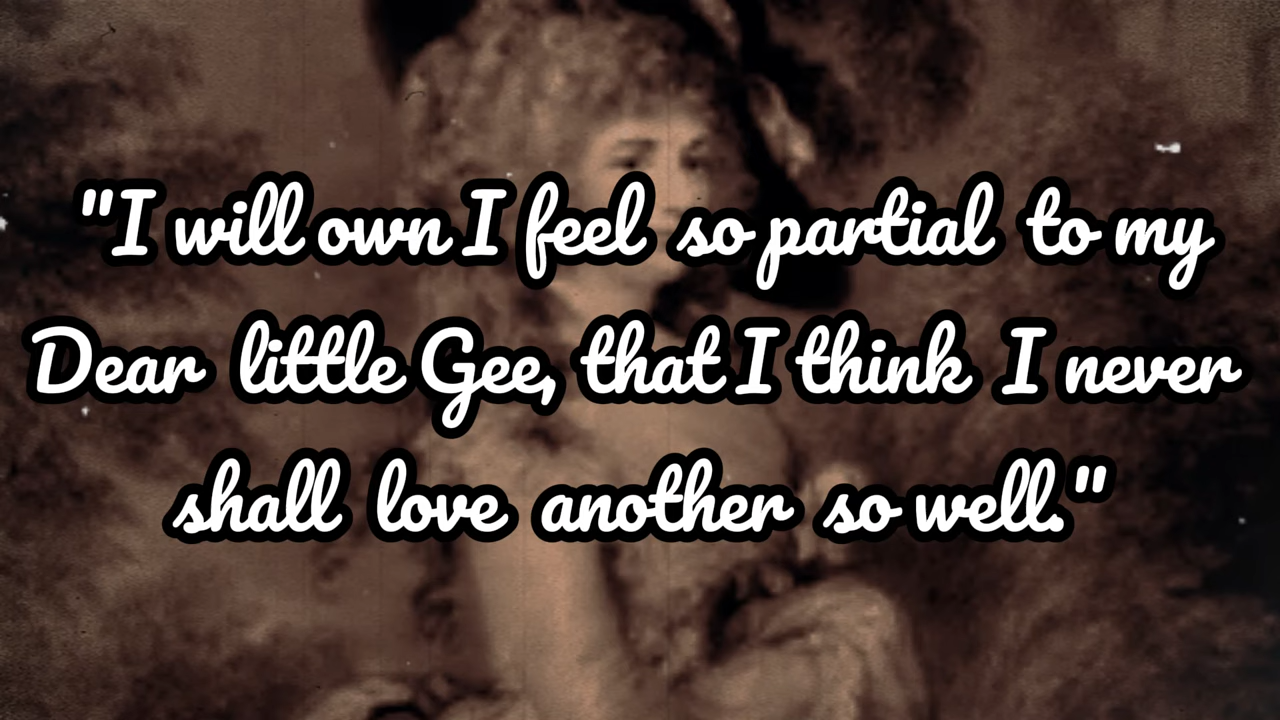 "I will own I feel so partial to my
Dear little Gee, that I think I never
shall love another so well."